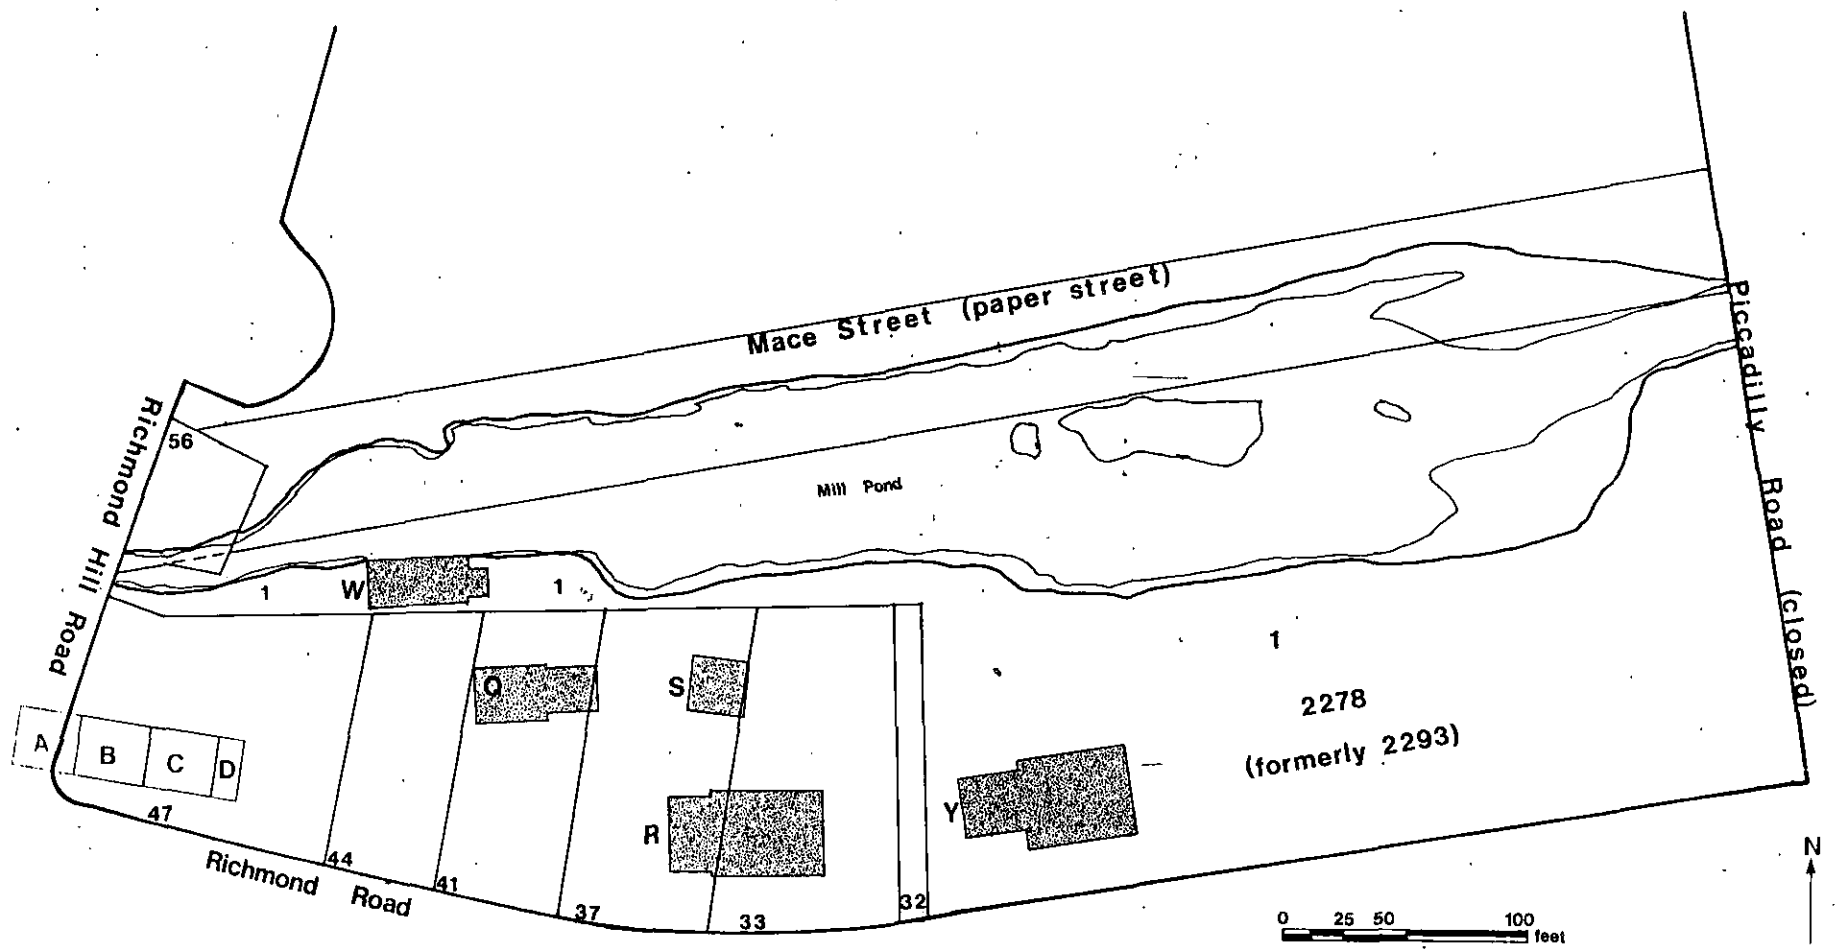 Mace Street (paper street)
Piccadilly Road (closed)
Richmond Hill Road
56
Mill Pond
1
W
1
1
Q
S
2278
(formerly 2293)
A
B
C
D
Y
R
47
44
41
37
33
32
Richmond Road
N
0 25 50 100
feet